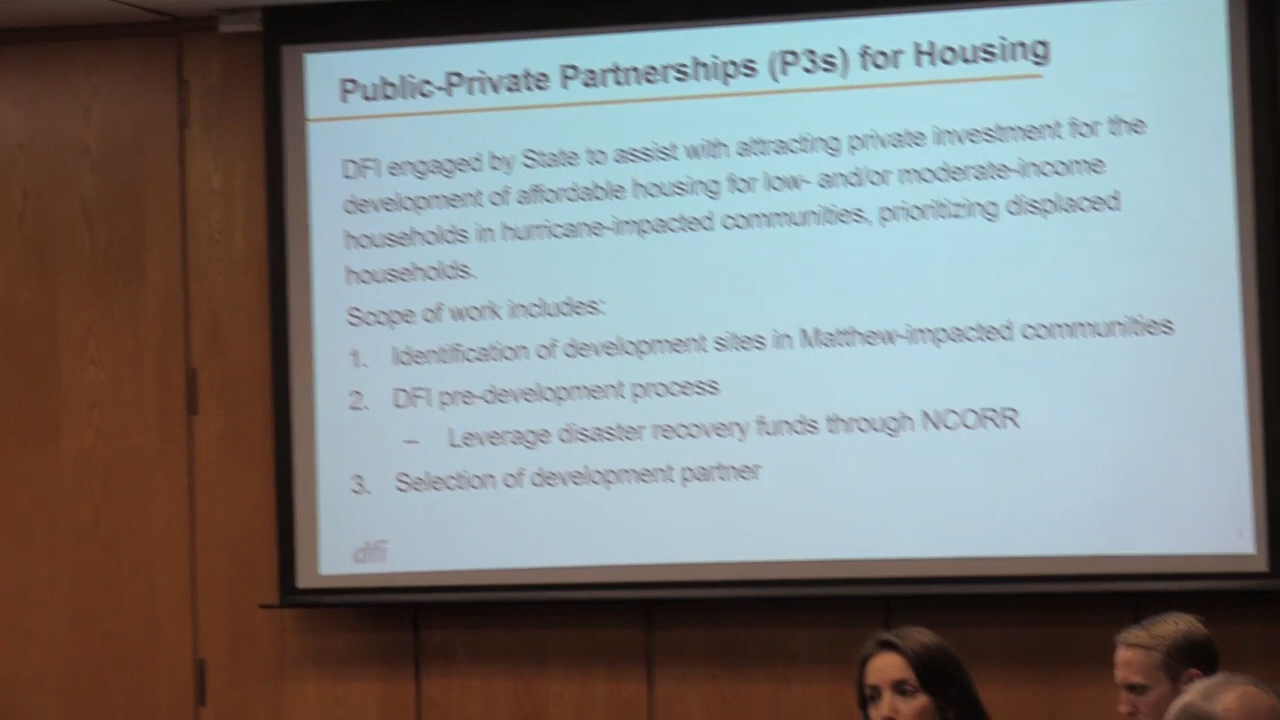 Public-Private Partnerships (P3s) for Housing
DFI engaged by State to assist with attracting private investment for the
development of affordable housing for low- and/or moderate-income
households in hurricane-impacted communities, prioritizing displaced
households.
Scope of work includes:
1. Identification of development sites in Matthew-impacted communities
2. DFI pre-development process
– Leverage disaster recovery funds through NCORR
3. Selection of development partner
dfi